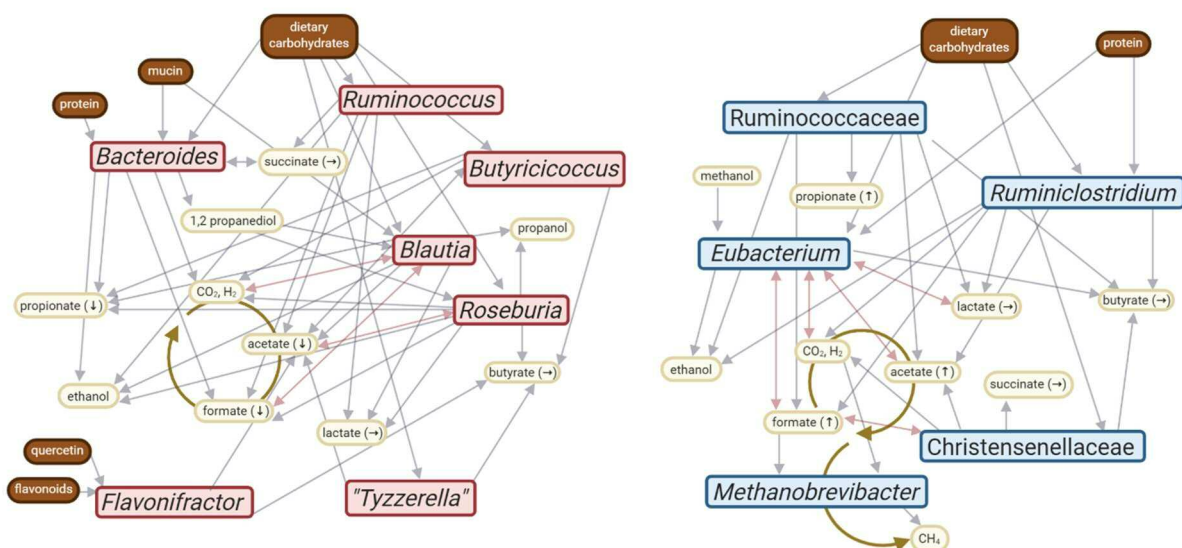 dietary
carbohydrates
mucin
protein
Ruminococcus
Bacteroides
succinate (→)
Butyricicoccus
1,2 propanediol
propanol
Blautia
CO₂, H₂
propionate (↓)
Roseburia
acetate (↓)
butyrate (→)
ethanol
formate (↓)
lactate (→)
quercetin
flavonoids
Flavonifractor
"Tyzzerella"
dietary
carbohydrates
protein
Ruminococcaceae
methanol
propionate (↑)
Ruminiclostridium
Eubacterium
lactate (→)
butyrate (→)
CO₂, H₂
ethanol
acetate (↑)
succinate (→)
formate (↑)
Christensenellaceae
Methanobrevibacter
CH₄